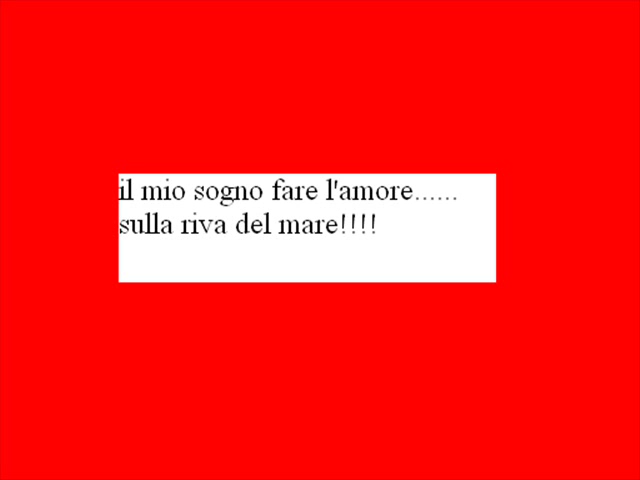 il mio sogno fare l'amore......
sulla riva del mare!!!!